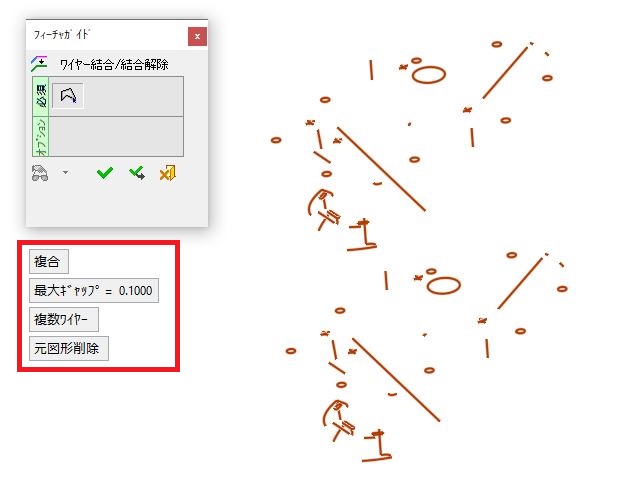 ﾌｨｰﾁｬｶﾞｲﾄﾞ
x
ワイヤー結合/結合解除
必須
オプション
複合
最大ｷﾞｬｯﾌﾟ = 0.1000
複数ﾜｲﾔｰ
元図形削除